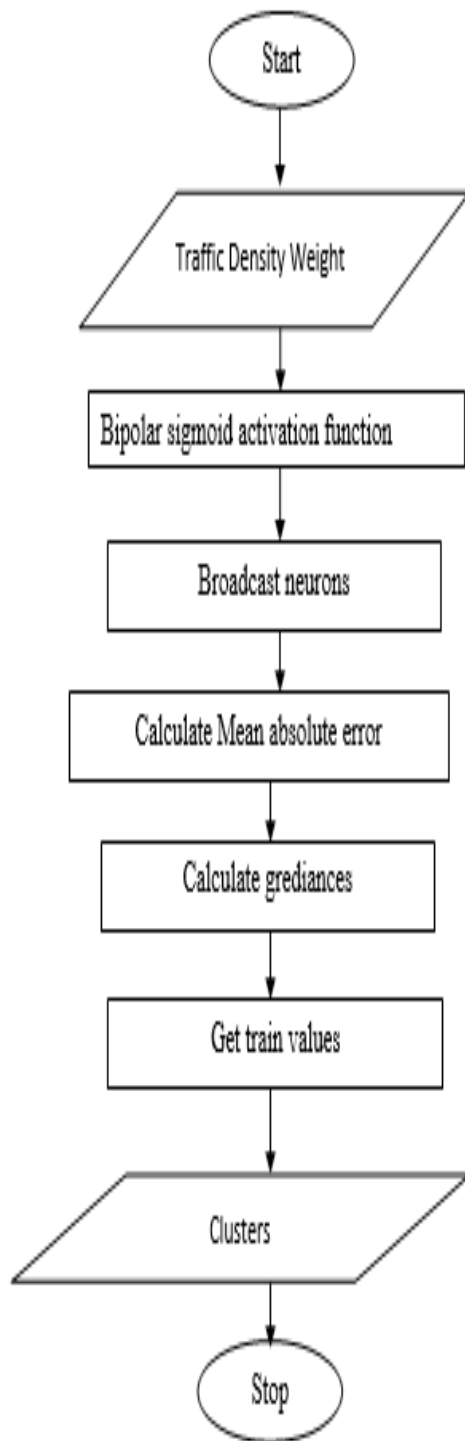 Start
Traffic Density Weight
Bipolar sigmoid activation function
Broadcast neurons
Calculate Mean absolute error
Calculate grediances
Get train values
Clusters
Stop